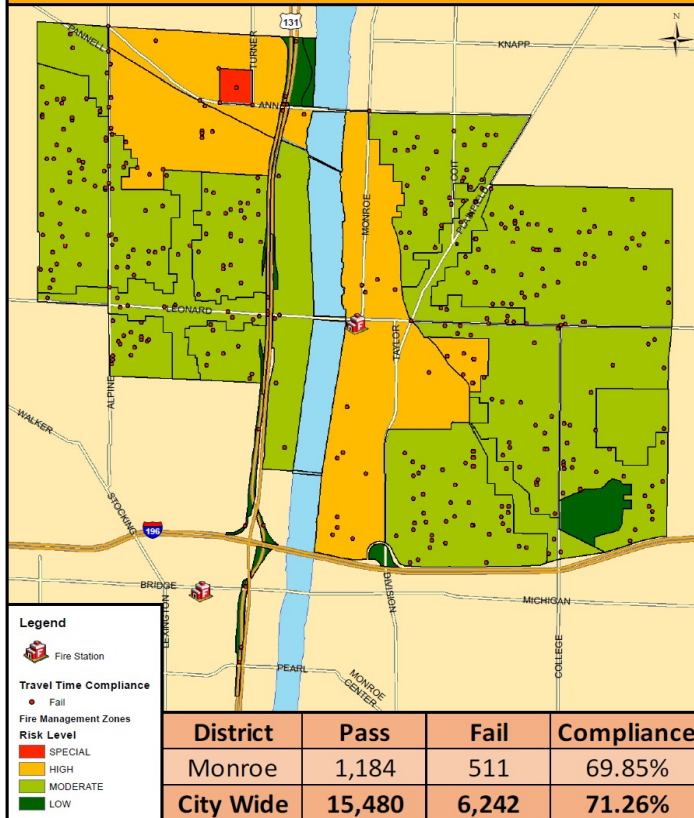 131
N
PANNELL
TURNER
KNAPP
ANN
COIT
PLAINFIELD
MONROE
LEONARD
TAYLOR
ALPINE
WALKER
STOCKING
196
BRIDGE
LEXINGTON
DIVISION
MICHIGAN
COLLEGE
PEARL
MONROE
CENTER
Legend
Fire Station
Travel Time Compliance
Fail
Fire Management Zones
Risk Level
SPECIAL
HIGH
MODERATE
LOW
District Pass Fail Compliance
Monroe 1,184 511 69.85%
City Wide 15,480 6,242 71.26%